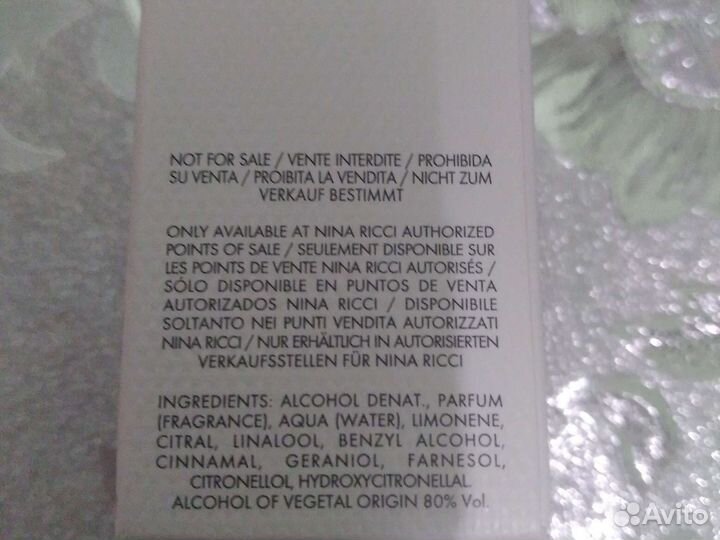 NOT FOR SALE / VENTE INTERDITE / PROHIBIDA
SU VENTA / PROIBITA LA VENDITA / NICHT ZUM
VERKAUF BESTIMMT
ONLY AVAILABLE AT NINA RICCI AUTHORIZED
POINTS OF SALE / SEULEMENT DISPONIBLE SUR
LES POINTS DE VENTE NINA RICCI AUTORISÉS /
SÓLO DISPONIBLE EN PUNTOS DE VENTA
AUTORIZADOS NINA RICCI / DISPONIBILE
SOLTANTO NEI PUNTI VENDITA AUTORIZZATI
NINA RICCI / NUR ERHÄLTLICH IN AUTORISIERTEN
VERKAUFSSTELLEN FÜR NINA RICCI
INGREDIENTS: ALCOHOL DENAT., PARFUM
(FRAGRANCE), AQUA (WATER), LIMONENE,
CITRAL, LINALOOL, BENZYL ALCOHOL,
CINNAMAL, GERANIOL, FARNESOL,
CITRONELLOL, HYDROXYCITRONELLAL.
ALCOHOL OF VEGETAL ORIGIN 80% Vol.
Avito